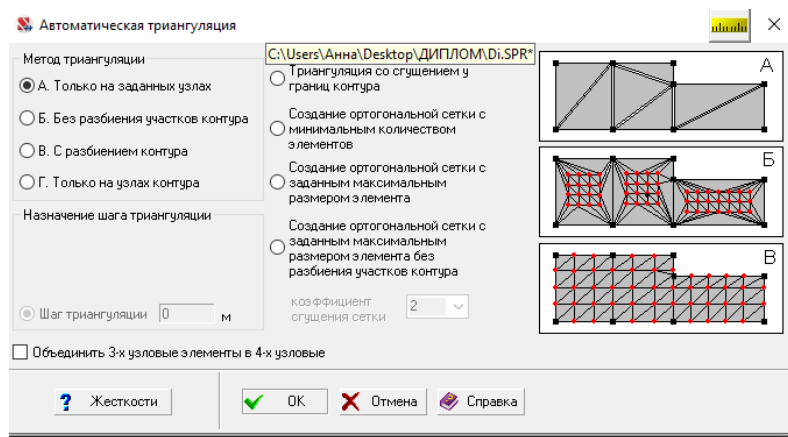 Автоматическая триангуляция
Метод триангуляции
А. Только на заданных узлах
Б. Без разбиения участков контура
В. С разбиением контура
Г. Только на узлах контура
Назначение шага триангуляции
Шаг триангуляции 0 м
C:\Users\Анна\Desktop\ДИПЛОМ\Di.SPR*
Триангуляция со сгущением у
границ контура
Создание ортогональной сетки с
минимальным количеством
элементов
Создание ортогональной сетки с
заданным максимальным
размером элемента
Создание ортогональной сетки с
заданным максимальным
размером элемента без
разбиения участков контура
коэффициент
сгущения сетки
2
А
Б
В
Объединить 3-х узловые элементы в 4-х узловые
? Жесткости
OK
Отмена
Справка